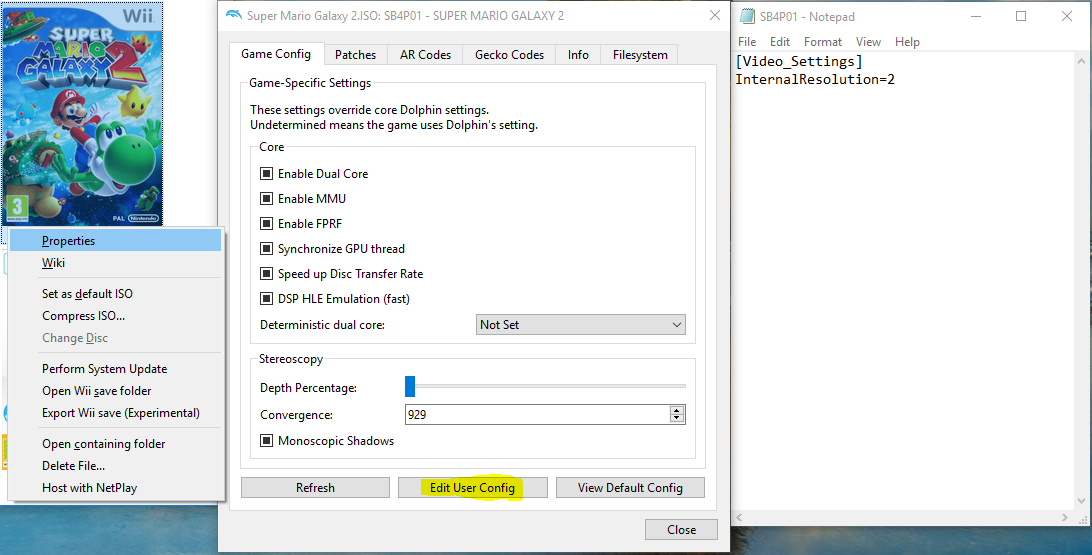 Wii
SUPER
MARIO
GALAXY 2
3
PAL Nintendo
Properties
Wiki
Set as default ISO
Compress ISO...
Change Disc
Perform System Update
Open Wii save folder
Export Wii save (Experimental)
Open containing folder
Delete File...
Host with NetPlay
Super Mario Galaxy 2.ISO: SB4P01 - SUPER MARIO GALAXY 2
Game Config Patches AR Codes Gecko Codes Info Filesystem
Game-Specific Settings
These settings override core Dolphin settings.
Undetermined means the game uses Dolphin's setting.
Core
Enable Dual Core
Enable MMU
Enable FPRF
Synchronize GPU thread
Speed up Disc Transfer Rate
DSP HLE Emulation (fast)
Deterministic dual core: Not Set
Stereoscopy
Depth Percentage:
Convergence: 929
Monoscopic Shadows
Refresh Edit User Config View Default Config
Close
SB4P01 - Notepad
File Edit Format View Help
[Video_Settings]
InternalResolution=2